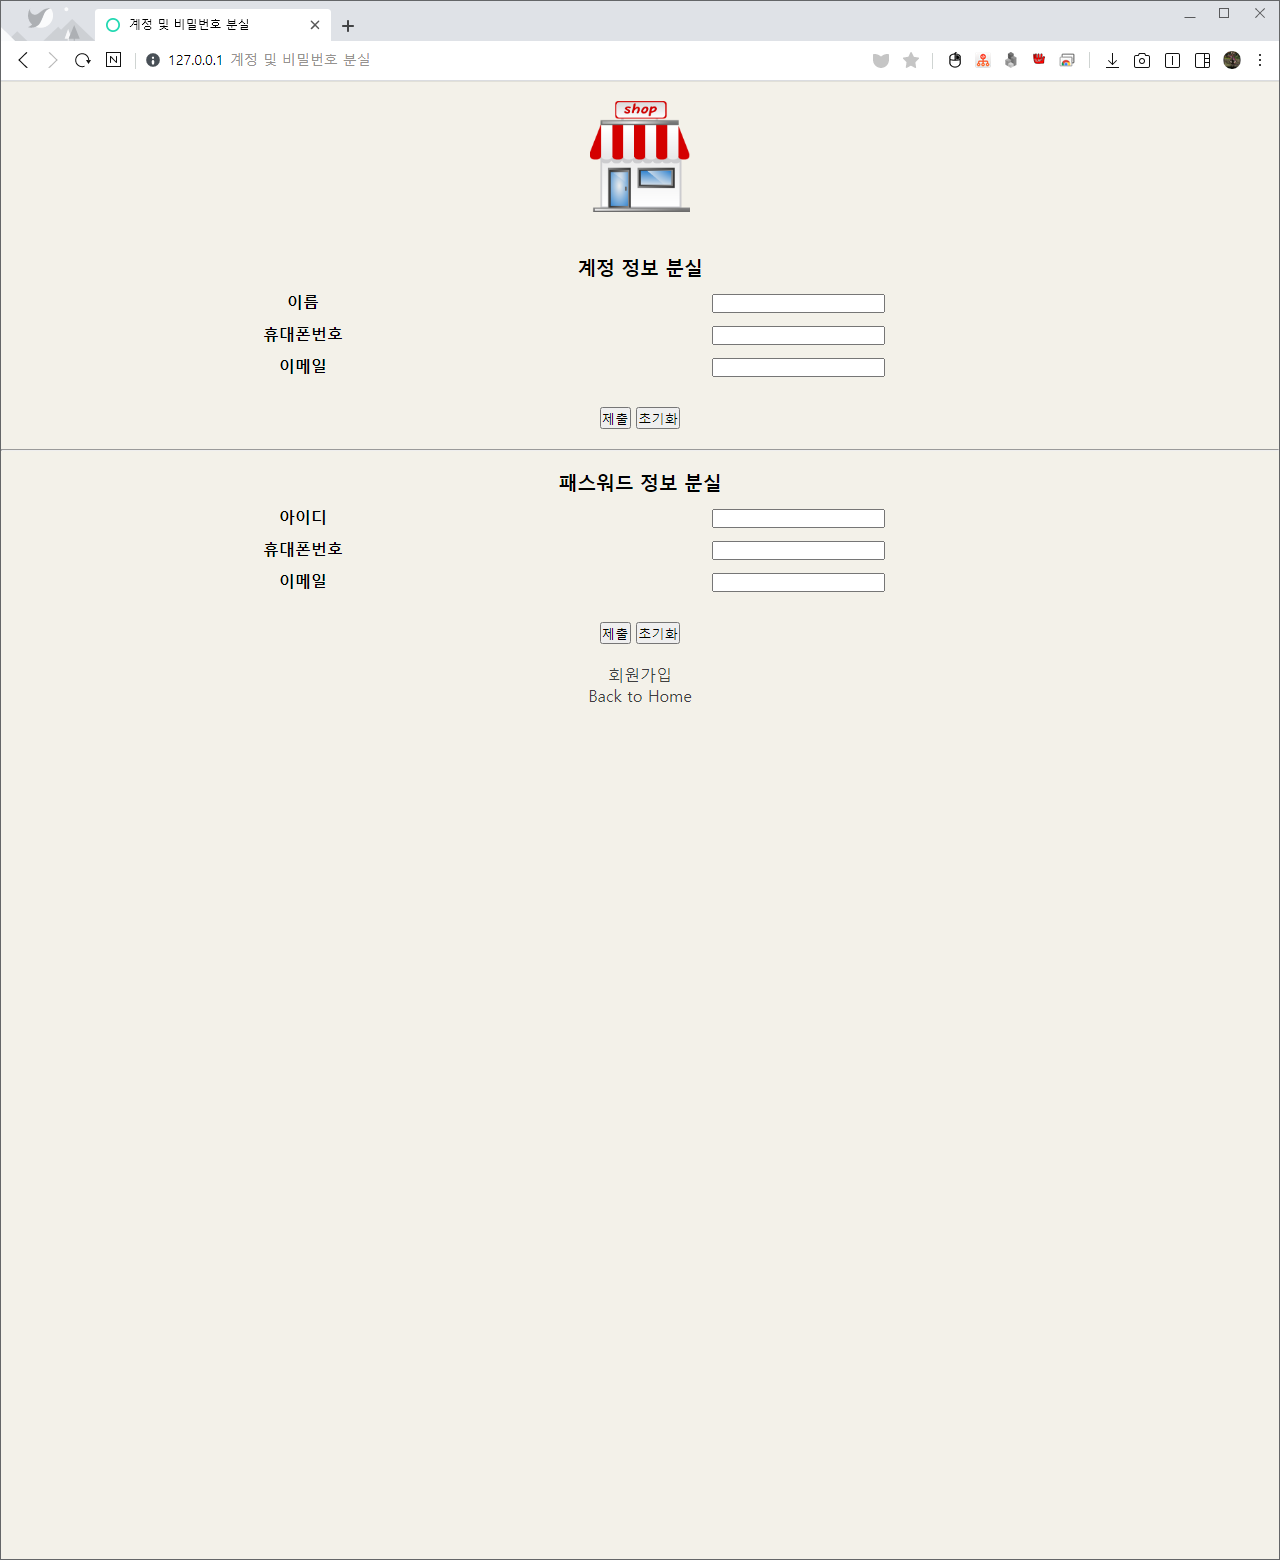 계정 및 비밀번호 분실
127.0.0.1 계정 및 비밀번호 분실
shop
계정 정보 분실
이름
휴대폰번호
이메일
제출 초기화
패스워드 정보 분실
아이디
휴대폰번호
이메일
제출 초기화
회원가입
Back to Home